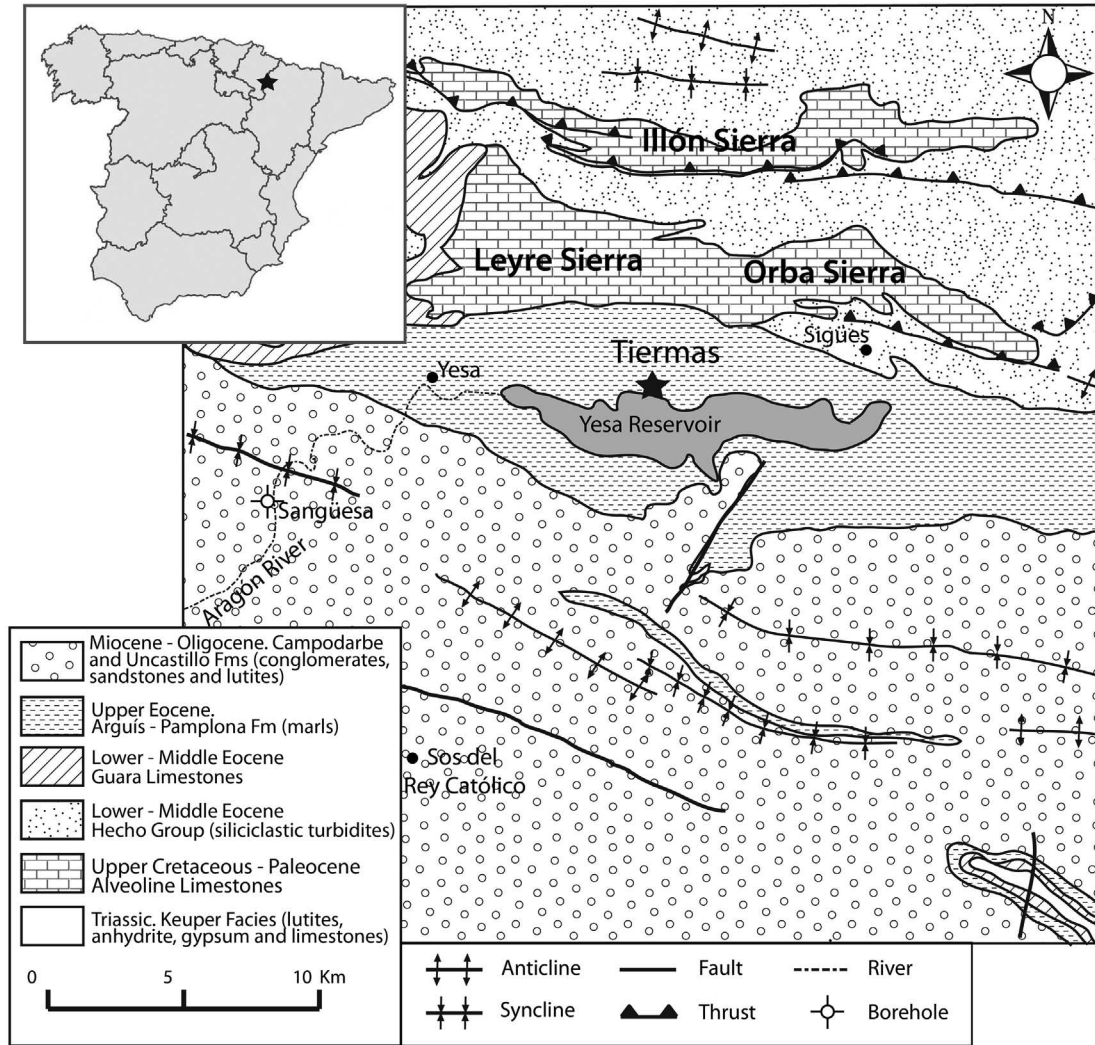 N
Illón Sierra
Leyre Sierra
Orba Sierra
Sigües
Tiermas
Yesa
Yesa Reservoir
Sangüesa
Aragón River
Sos del
Rey Católico
Miocene - Oligocene. Campodarbe
and Uncastillo Fms (conglomerates,
sandstones and lutites)
Upper Eocene.
Arguis - Pamplona Fm (marls)
Lower - Middle Eocene
Guara Limestones
Lower - Middle Eocene
Hecho Group (siliciclastic turbidites)
Upper Cretaceous - Paleocene
Alveoline Limestones
Triassic. Keuper Facies (lutites,
anhydrite, gypsum and limestones)
0 5 10 Km
Anticline Fault River
Syncline Thrust Borehole